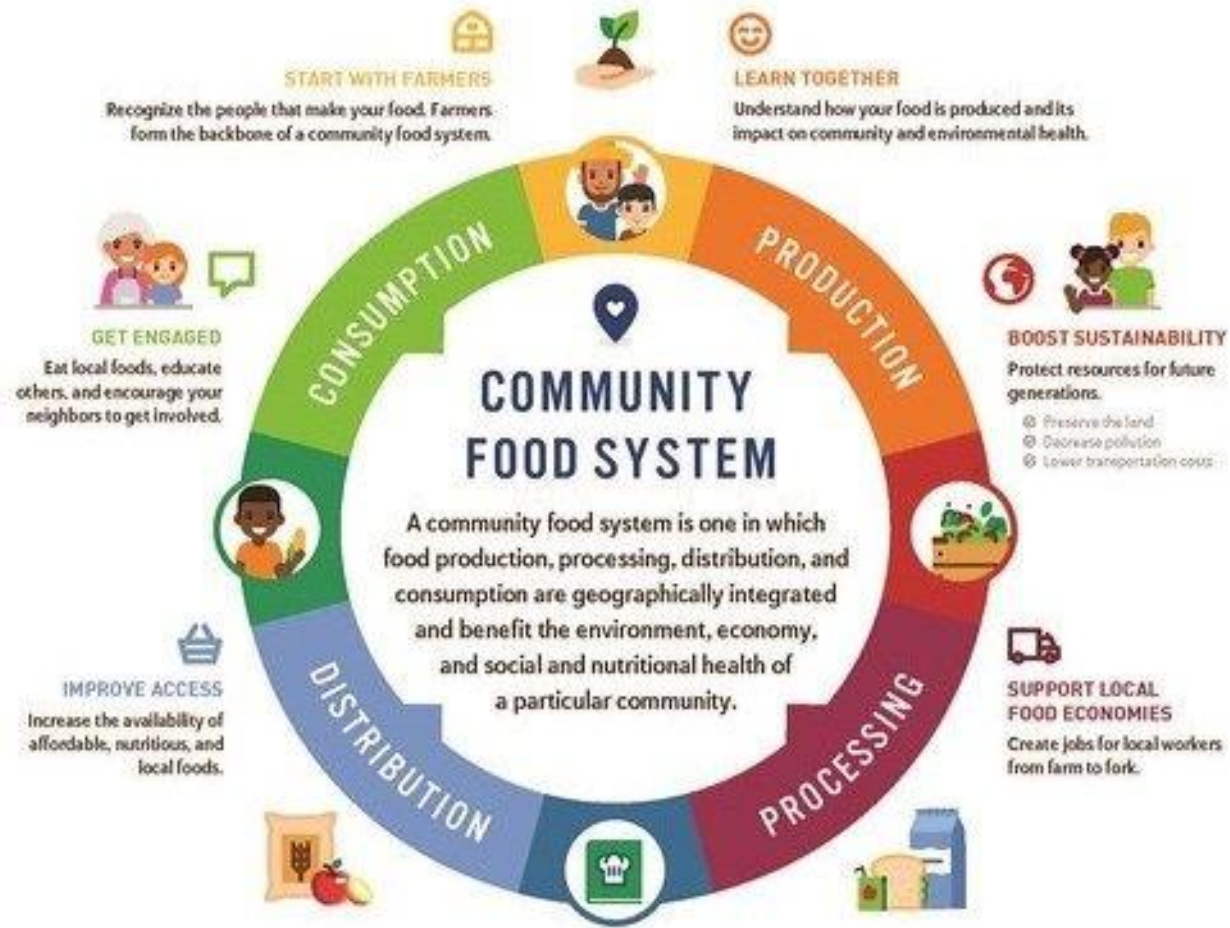 START WITH FARMERS
Recognize the people that make your food. Farmers
form the backbone of a community food system.
LEARN TOGETHER
Understand how your food is produced and its
impact on community and environmental health.
CONSUMPTION
PRODUCTION
GET ENGAGED
Eat local foods, educate
others, and encourage your
neighbors to get involved.
BOOST SUSTAINABILITY
Protect resources for future
generations.
Preserve the land
Decrease pollution
Lower transportation costs
COMMUNITY
FOOD SYSTEM
A community food system is one in which
food production, processing, distribution, and
consumption are geographically integrated
and benefit the environment, economy,
and social and nutritional health of
a particular community.
IMPROVE ACCESS
Increase the availability of
affordable, nutritious, and
local foods.
SUPPORT LOCAL
FOOD ECONOMIES
Create jobs for local workers
from farm to fork.
DISTRIBUTION
PROCESSING